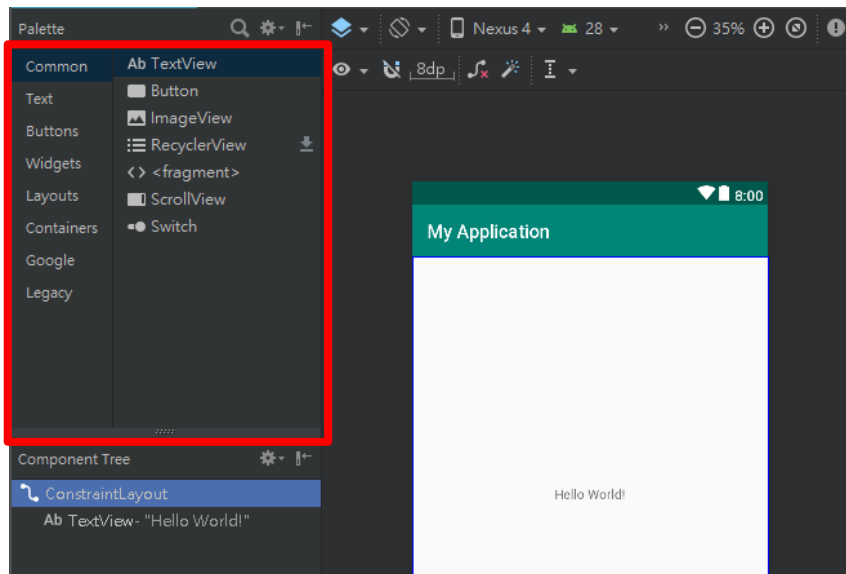 Palette
Nexus 4 28 35%
Common
Text
Buttons
Widgets
Layouts
Containers
Google
Legacy
Ab TextView
Button
ImageView
RecyclerView
<fragment>
ScrollView
Switch
8dp
8:00
My Application
Hello World!
Component Tree
ConstraintLayout
Ab TextView- "Hello World!"